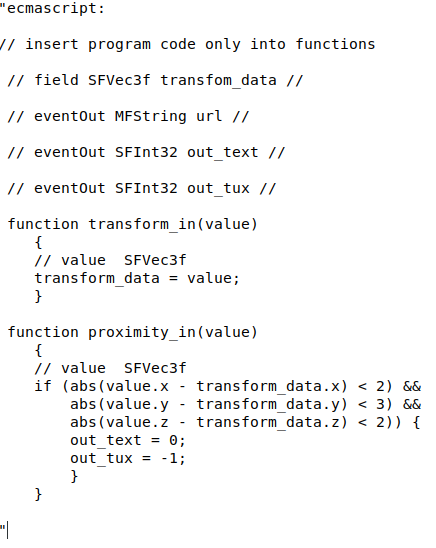 "ecmascript:
// insert program code only into functions
// field SFVec3f transfom_data //
// eventOut MFString url //
// eventOut SFInt32 out_text //
// eventOut SFInt32 out_tux //
function transform_in(value)
{
// value  SFVec3f
transform_data = value;
}
function proximity_in(value)
{
// value  SFVec3f
if (abs(value.x - transform_data.x) < 2) &&
abs(value.y - transform_data.y) < 3) &&
abs(value.z - transform_data.z) < 2)) {
out_text = 0;
out_tux = -1;
}
}
"